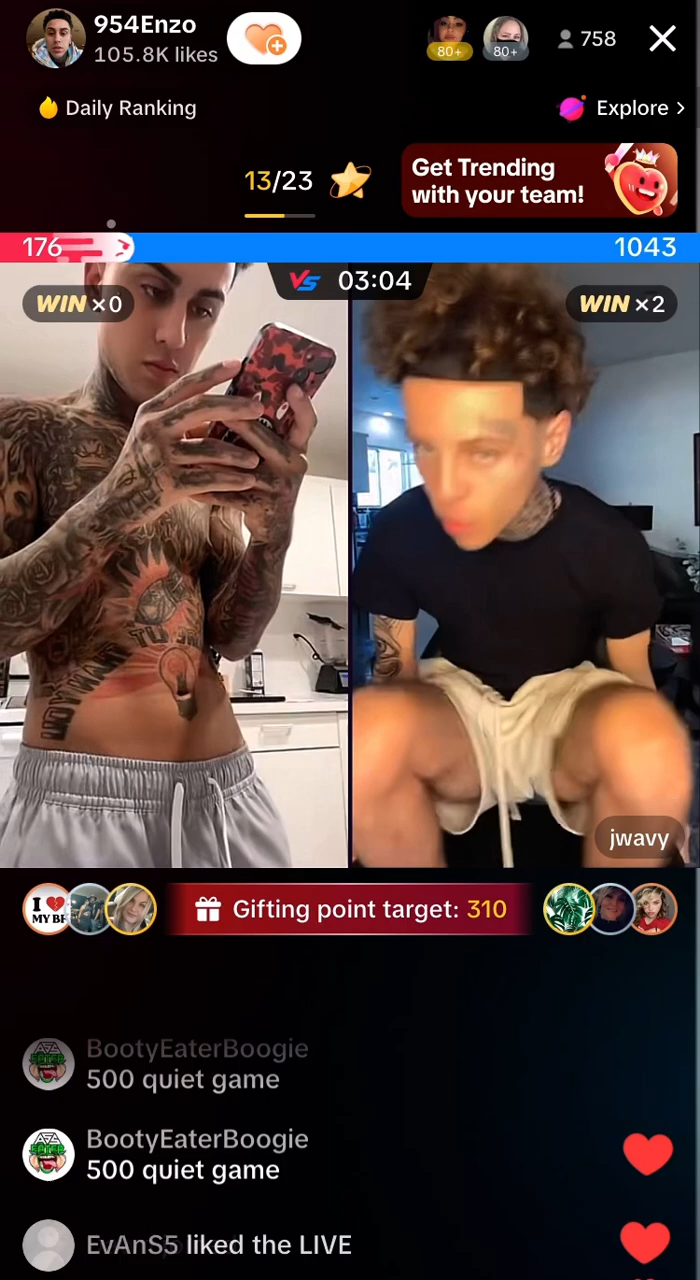 954Enzo
105.8K likes
80+
80+
758
Daily Ranking
Explore
13/23
Get Trending
with your team!
176
1043
VS 03:04
WIN ×0
WIN ×2
jwavy
I ❤ MY BF
Gifting point target: 310
BootyEaterBoogie
500 quiet game
BootyEaterBoogie
500 quiet game
EvAnS5 liked the LIVE